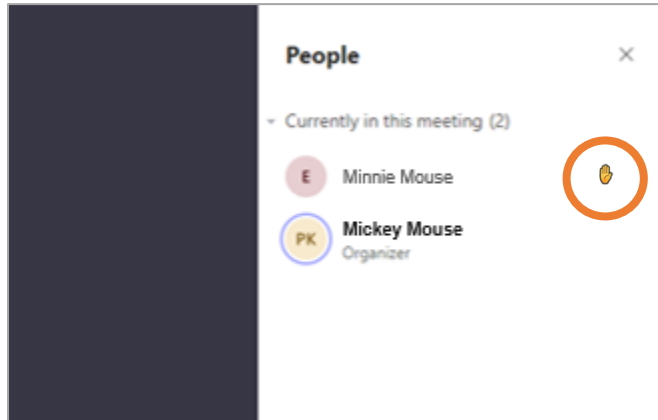 People
Currently in this meeting (2)
E
Minnie Mouse
PK
Mickey Mouse
Organizer